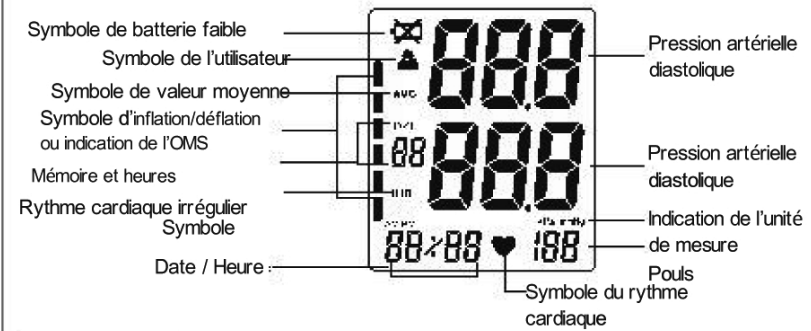 Symbole de batterie faible
Symbole de l'utilisateur
Symbole de valeur moyenne
Symbole d'inflation/déflation
ou indication de l'OMS
Mémoire et heures
Rythme cardiaque irrégulier
Symbole
Date / Heure :
AVG
88
88/88
188
888
888
Pression artérielle
diastolique
Pression artérielle
diastolique
Indication de l'unité
de mesure
Pouls
Symbole du rythme
cardiaque